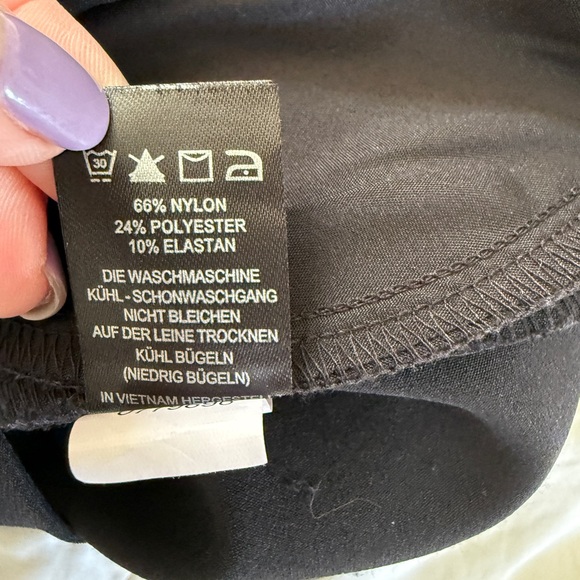 30
66% NYLON
24% POLYESTER
10% ELASTAN
DIE WASCHMASCHINE
KÜHL - SCHONWASCHGANG
NICHT BLEICHEN
AUF DER LEINE TROCKNEN
KÜHL BÜGELN
(NIEDRIG BÜGELN)
IN VIETNAM HERGESTELL